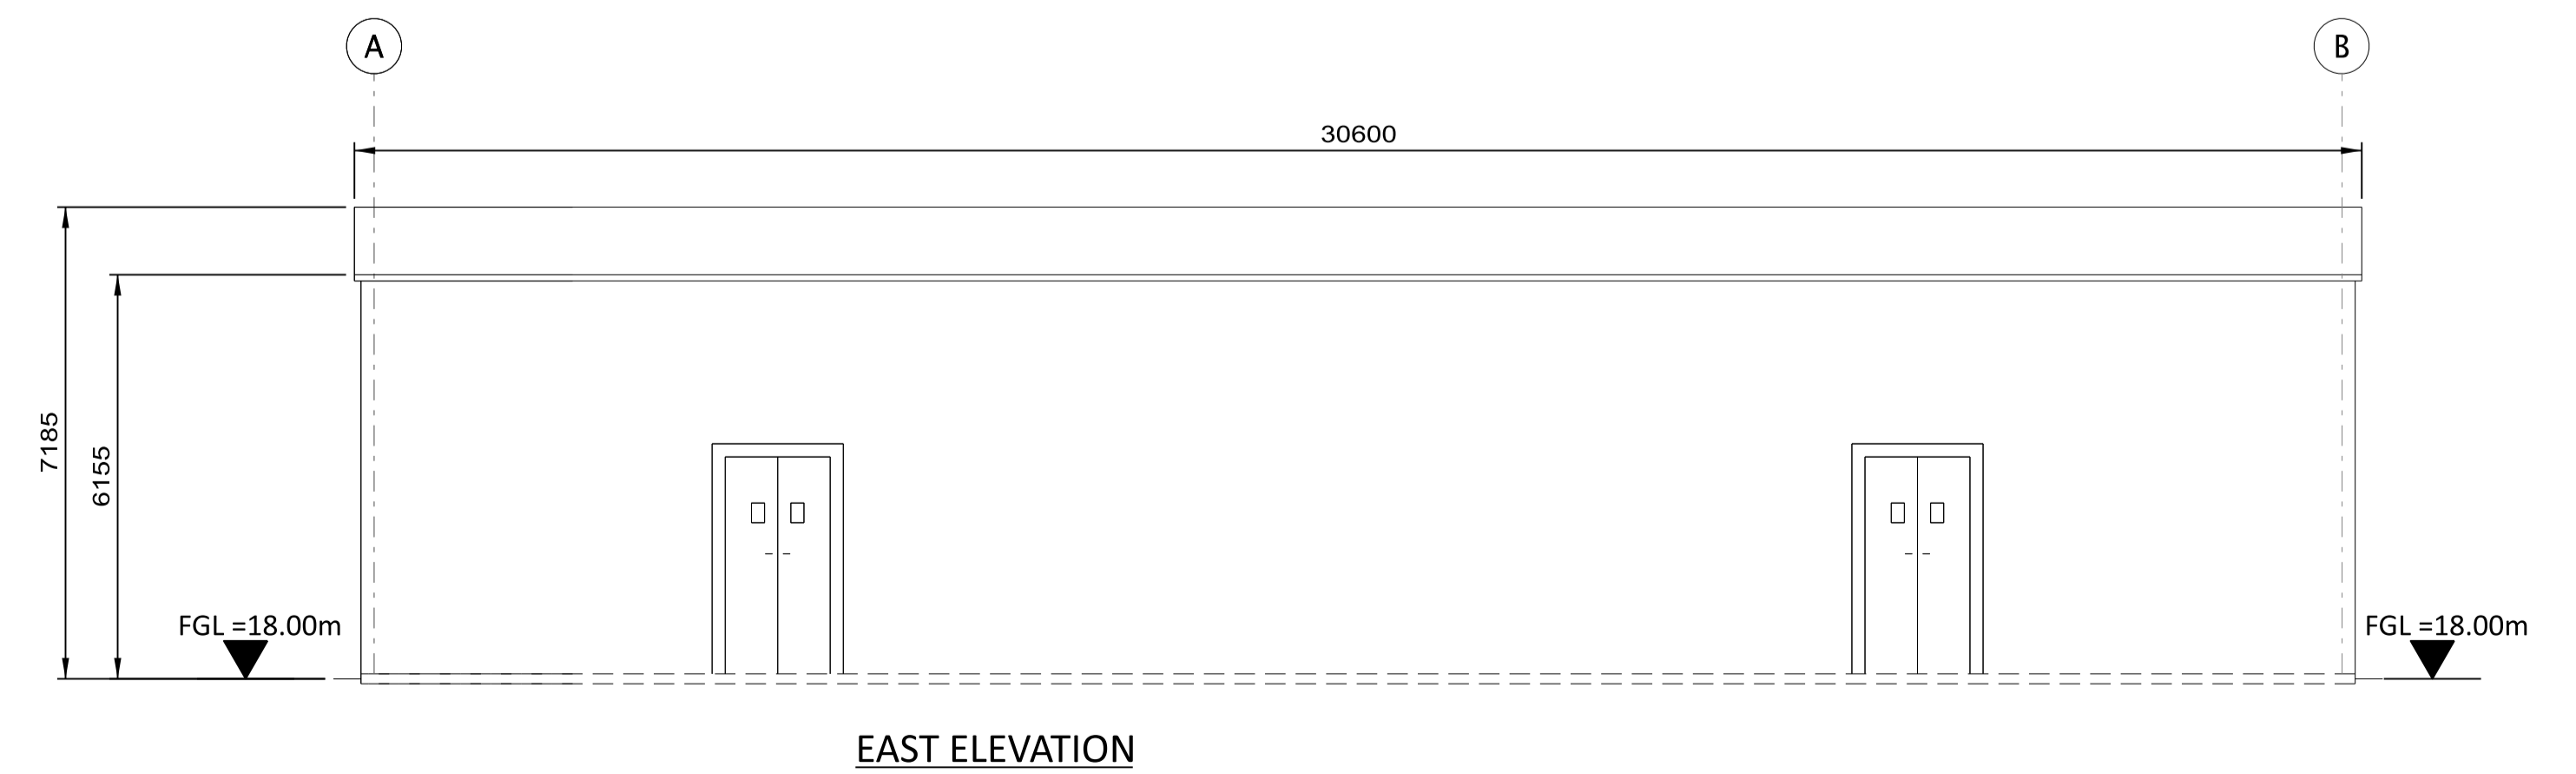 A
B
30600
7185
6155
FGL =18.00m
FGL =18.00m
EAST ELEVATION